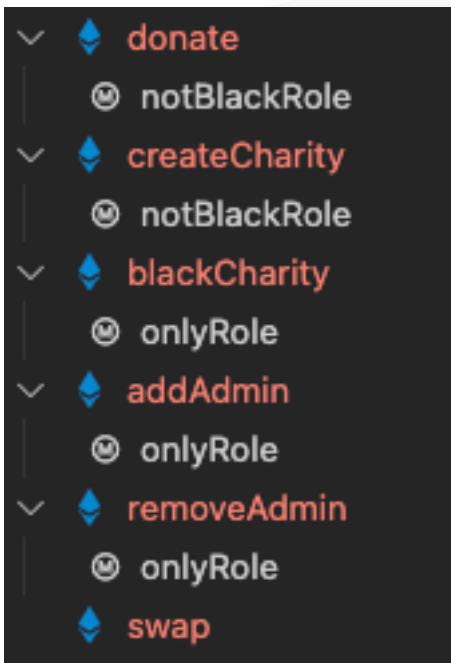 donate
notBlackRole
createCharity
notBlackRole
blackCharity
onlyRole
addAdmin
onlyRole
removeAdmin
onlyRole
swap